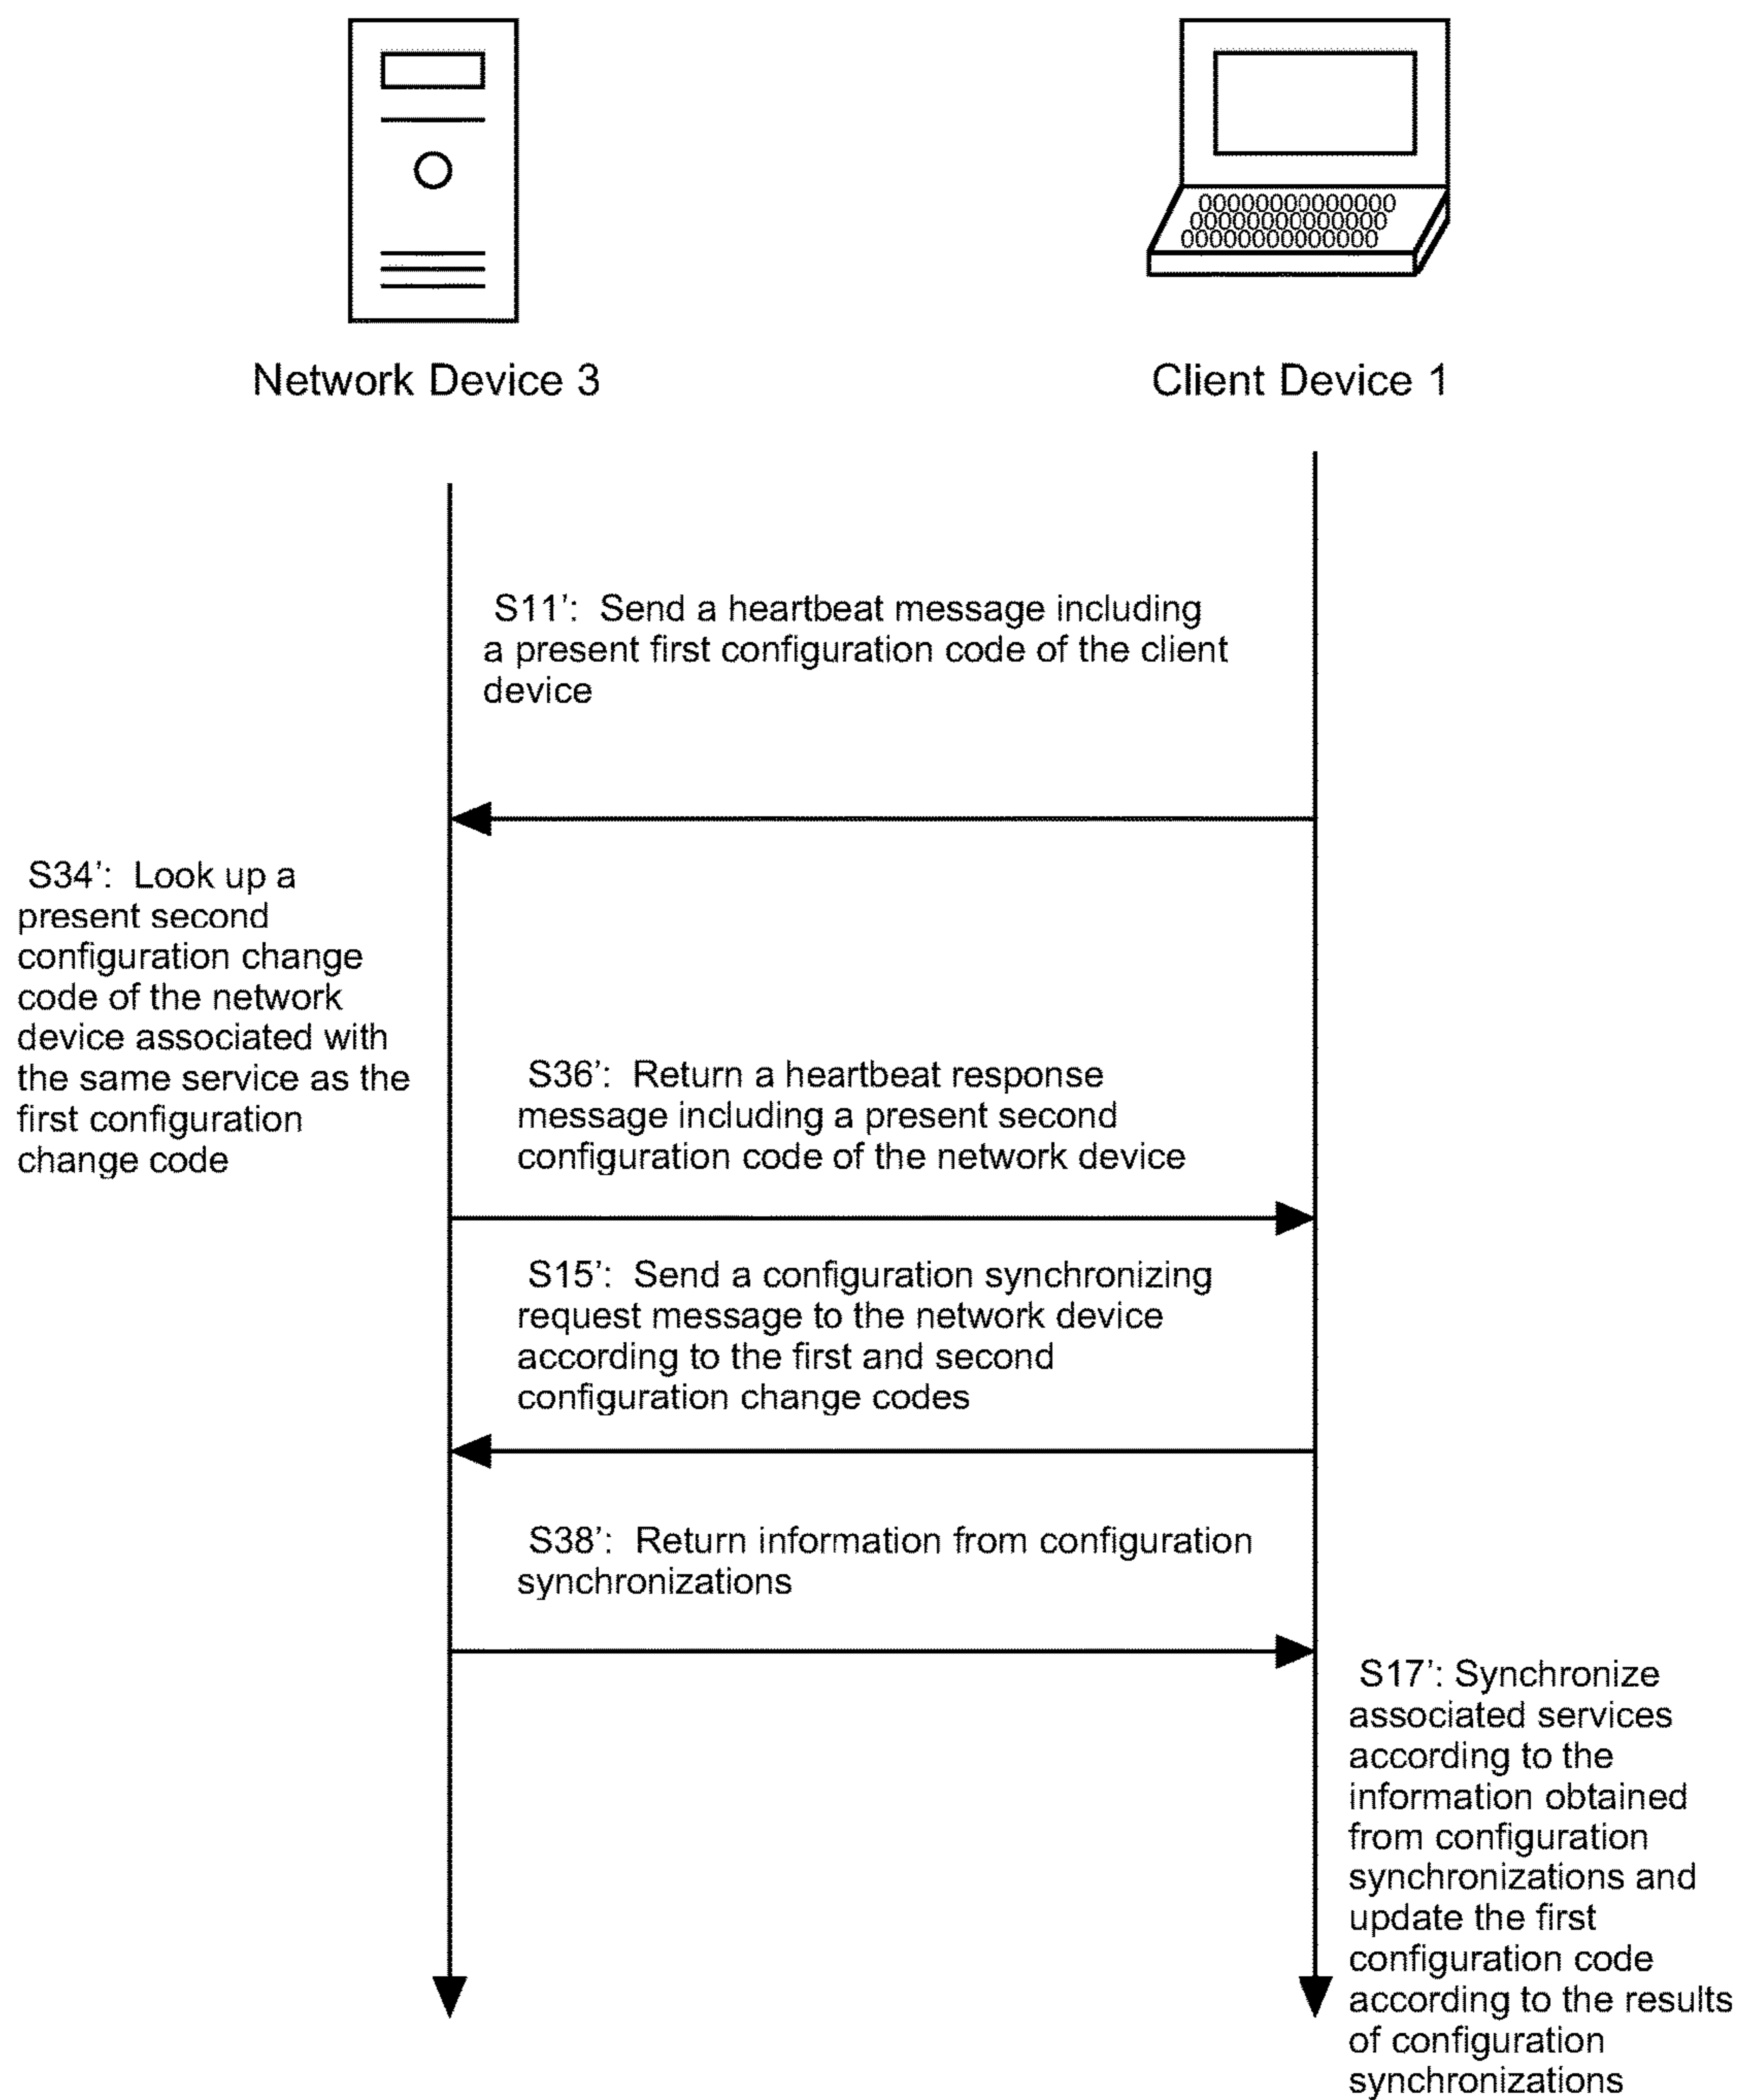 Network Device 3
Client Device 1
S11’: Send a heartbeat message including
a present first configuration code of the client
device
S34’: Look up a
present second
configuration change
code of the network
device associated with
the same service as the
first configuration
change code
S36’: Return a heartbeat response
message including a present second
configuration code of the network device
S15’: Send a configuration synchronizing
request message to the network device
according to the first and second
configuration change codes
S38’: Return information from configuration
synchronizations
S17’: Synchronize
associated services
according to the
information obtained
from configuration
synchronizations and
update the first
configuration code
according to the results
of configuration
synchronizations